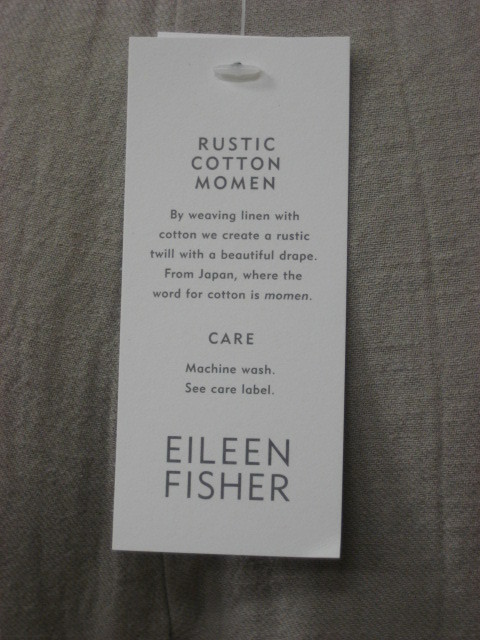 RUSTIC
COTTON
MOMEN
By weaving linen with
cotton we create a rustic
twill with a beautiful drape.
From Japan, where the
word for cotton is momen.
CARE
Machine wash.
See care label.
EILEEN
FISHER